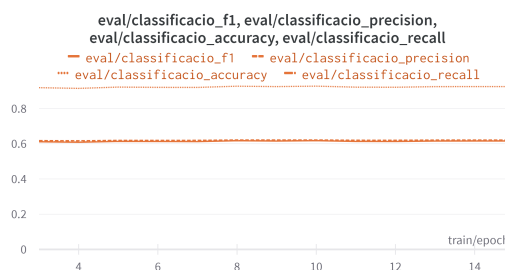 eval/classificacio_f1, eval/classificacio_precision,
eval/classificacio_accuracy, eval/classificacio_recall
eval/classificacio_f1 eval/classificacio_precision
eval/classificacio_accuracy eval/classificacio_recall
0.8
0.6
0.4
0.2
train/epoch
0
4 6 8 10 12 14